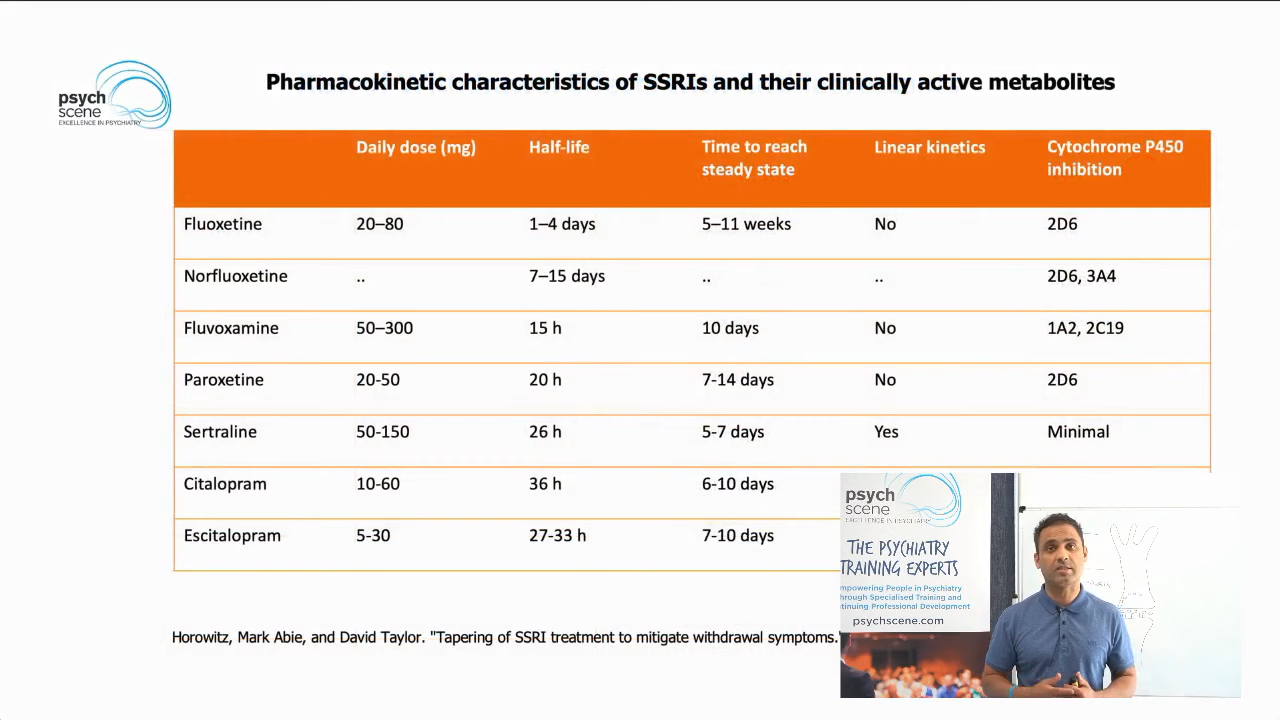 psych
scene
EXCELLENCE IN PSYCHIATRY
Pharmacokinetic characteristics of SSRIs and their clinically active metabolites
Daily dose (mg) Half-life Time to reach steady state Linear kinetics Cytochrome P450 inhibition
Fluoxetine 20–80 1–4 days 5–11 weeks No 2D6
Norfluoxetine .. 7–15 days .. .. 2D6, 3A4
Fluvoxamine 50–300 15 h 10 days No 1A2, 2C19
Paroxetine 20-50 20 h 7-14 days No 2D6
Sertraline 50-150 26 h 5-7 days Yes Minimal
Citalopram 10-60 36 h 6-10 days
Escitalopram 5-30 27-33 h 7-10 days
Horowitz, Mark Abie, and David Taylor. "Tapering of SSRI treatment to mitigate withdrawal symptoms."
psych
scene
EXCELLENCE IN PSYCHIATRY
THE PSYCHIATRY
TRAINING EXPERTS
mpowering People in Psychiatry
hrough Specialised Training and
tinuing Professional Development
psychscene.com